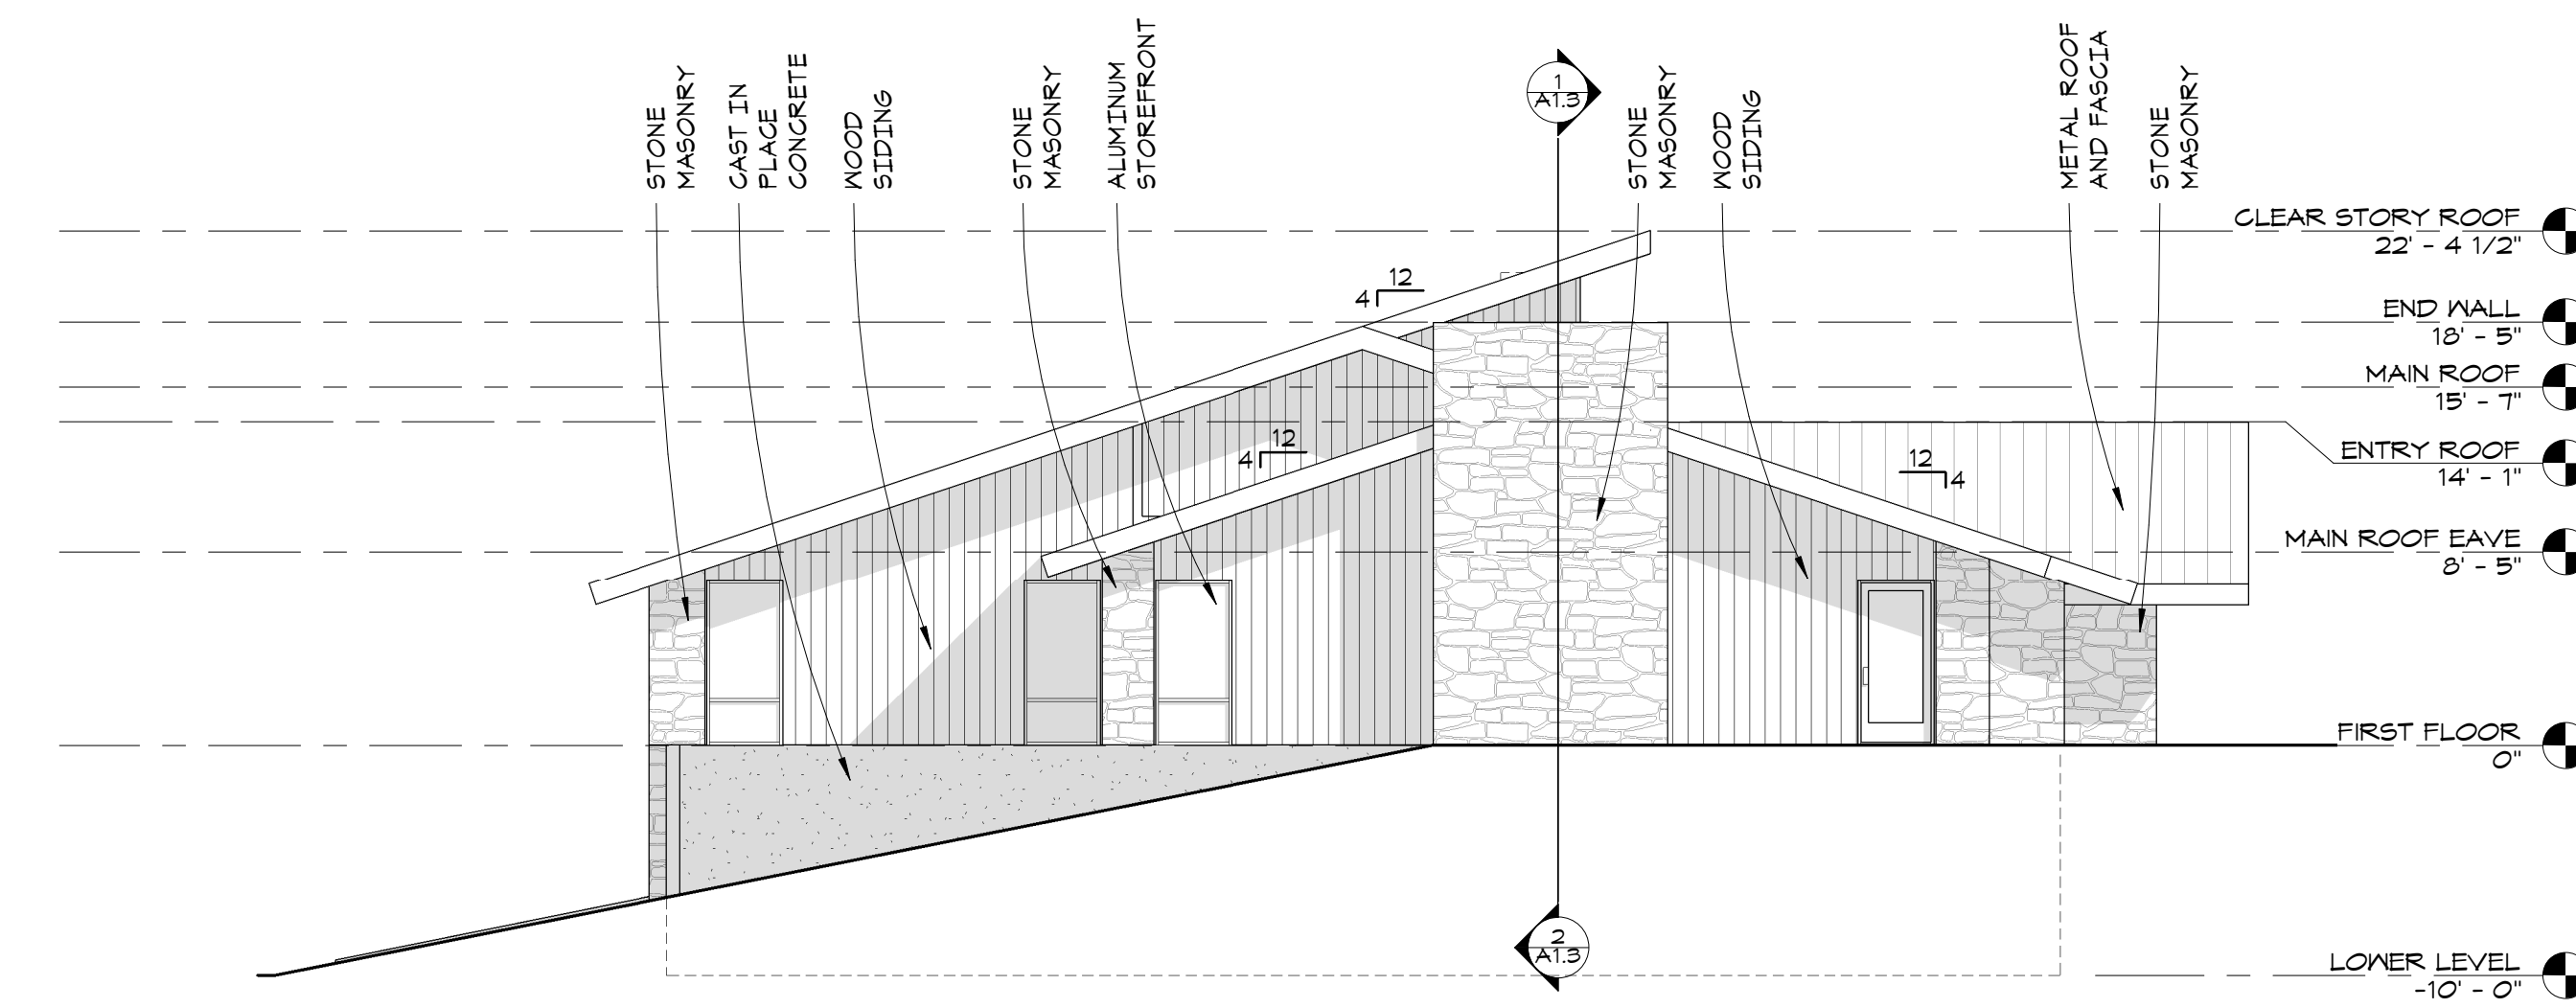 STONE
MASONRY
CAST IN
PLACE
CONCRETE
WOOD
SIDING
STONE
MASONRY
ALUMINUM
STOREFRONT
1
A1.3
STONE
MASONRY
WOOD
SIDING
METAL ROOF
AND FASCIA
STONE
MASONRY
CLEAR STORY ROOF
22' - 4 1/2"
12
4
END WALL
18' - 5"
MAIN ROOF
15' - 7"
12
4
12
4
ENTRY ROOF
14' - 1"
MAIN ROOF EAVE
8' - 5"
FIRST FLOOR
0"
2
A1.3
LOWER LEVEL
-10' - 0"